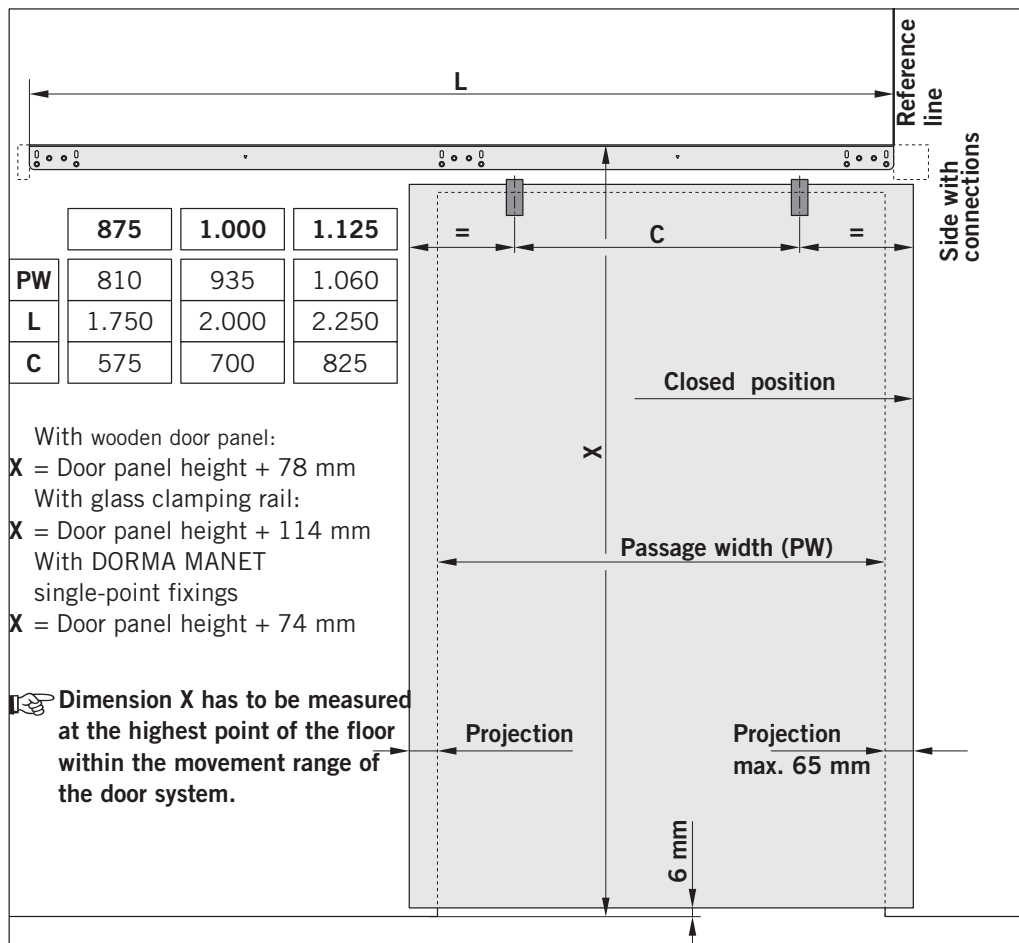 L
Reference
line
Side with
connections
= C =
875 1.000 1.125
PW 810 935 1.060
L 1.750 2.000 2.250
C 575 700 825
Closed position
With wooden door panel:
X = Door panel height + 78 mm
With glass clamping rail:
X = Door panel height + 114 mm
With DORMA MANET
single-point fixings
X = Door panel height + 74 mm
X
Passage width (PW)
Dimension X has to be measured
at the highest point of the floor
within the movement range of
the door system.
Projection
Projection
max. 65 mm
6 mm